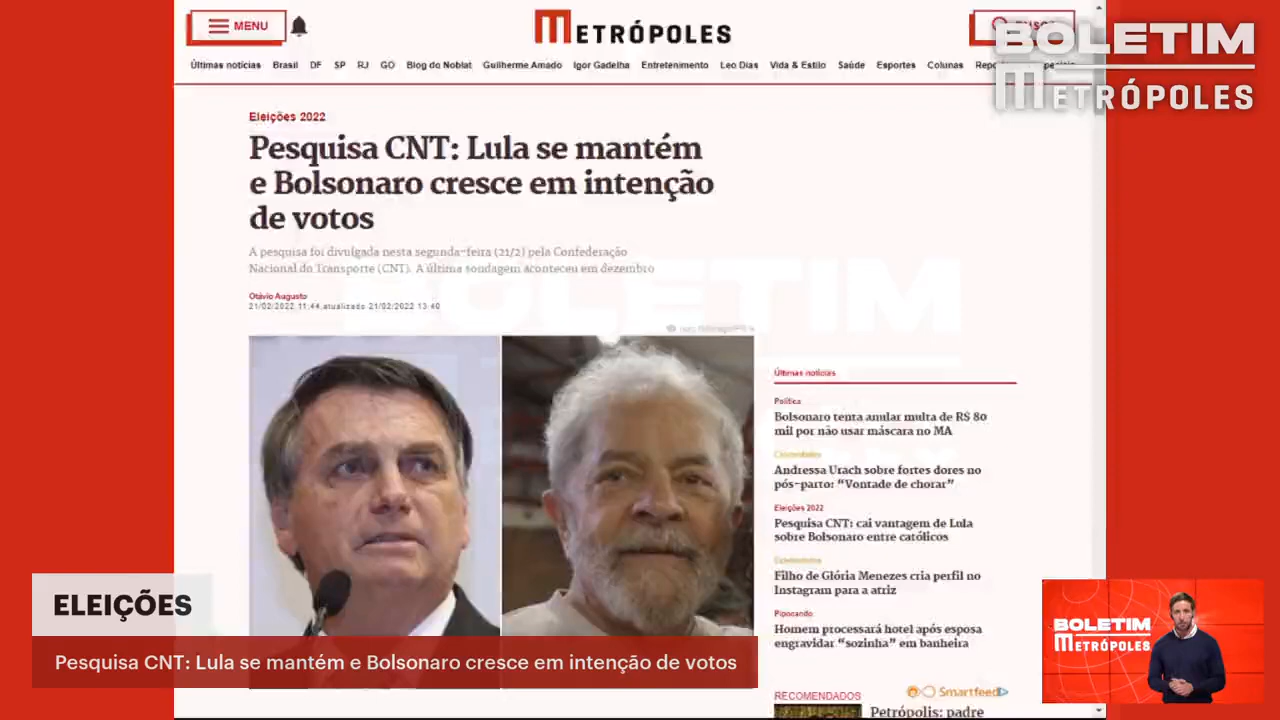 MENU
METRÓPOLES
BOLETIM
METRÓPOLES
Últimas notícias Brasil DF SP RJ GO Blog do Noblat Guilherme Amado Igor Gadelha Entretenimento Leo Dias Vida & Estilo Saúde Esportes Colunas
Eleições 2022
Pesquisa CNT: Lula se mantém
e Bolsonaro cresce em intenção
de votos
A pesquisa foi divulgada nesta segunda-feira (21/2) pela Confederação
Nacional do Transporte (CNT). A última sondagem aconteceu em dezembro
Otávio Augusto
21/02/2022 11:44,atualizado 21/02/2022 13:40
BOLETIM
Últimas notícias
Política
Bolsonaro tenta anular multa de R$ 80
mil por não usar máscara no MA
Celebridades
Andressa Urach sobre fortes dores no
pós-parto: “Vontade de chorar”
Eleições 2022
Pesquisa CNT: cai vantagem de Lula
sobre Bolsonaro entre católicos
Celebridades
Filho de Glória Menezes cria perfil no
Instagram para a atriz
Pipocando
Homem processará hotel após esposa
engravidar “sozinha” em banheira
RECOMENDADOS
Smartfeed
Petrópolis: padre
ELEIÇÕES
Pesquisa CNT: Lula se mantém e Bolsonaro cresce em intenção de votos
BOLETIM
METRÓPOLES